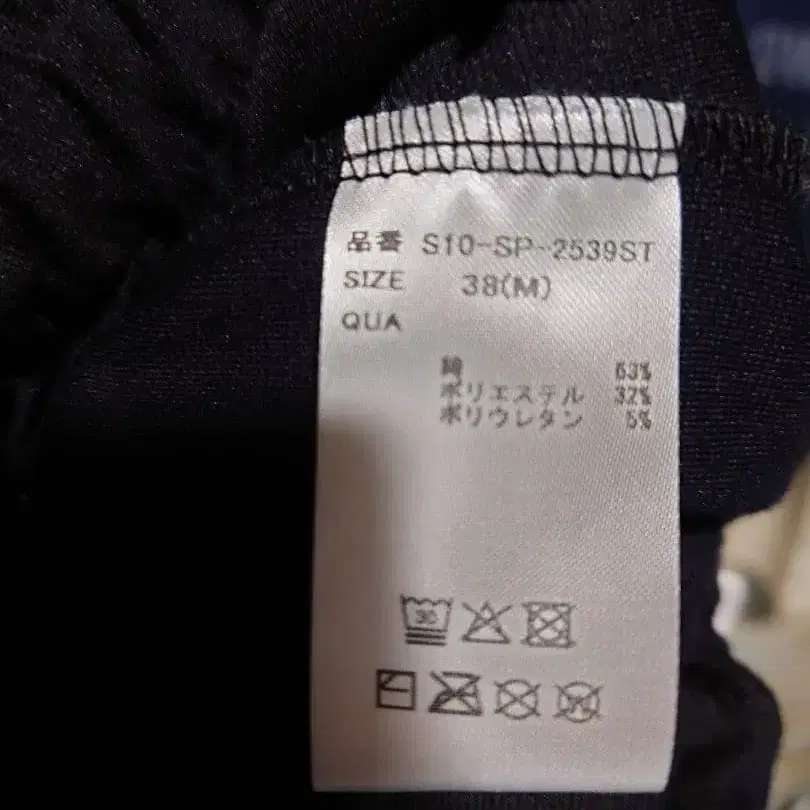 品番 S10-SP-2539ST
SIZE 38(M)
QUA
綿 63%
ポリエステル 32%
ポリウレタン 5%
30